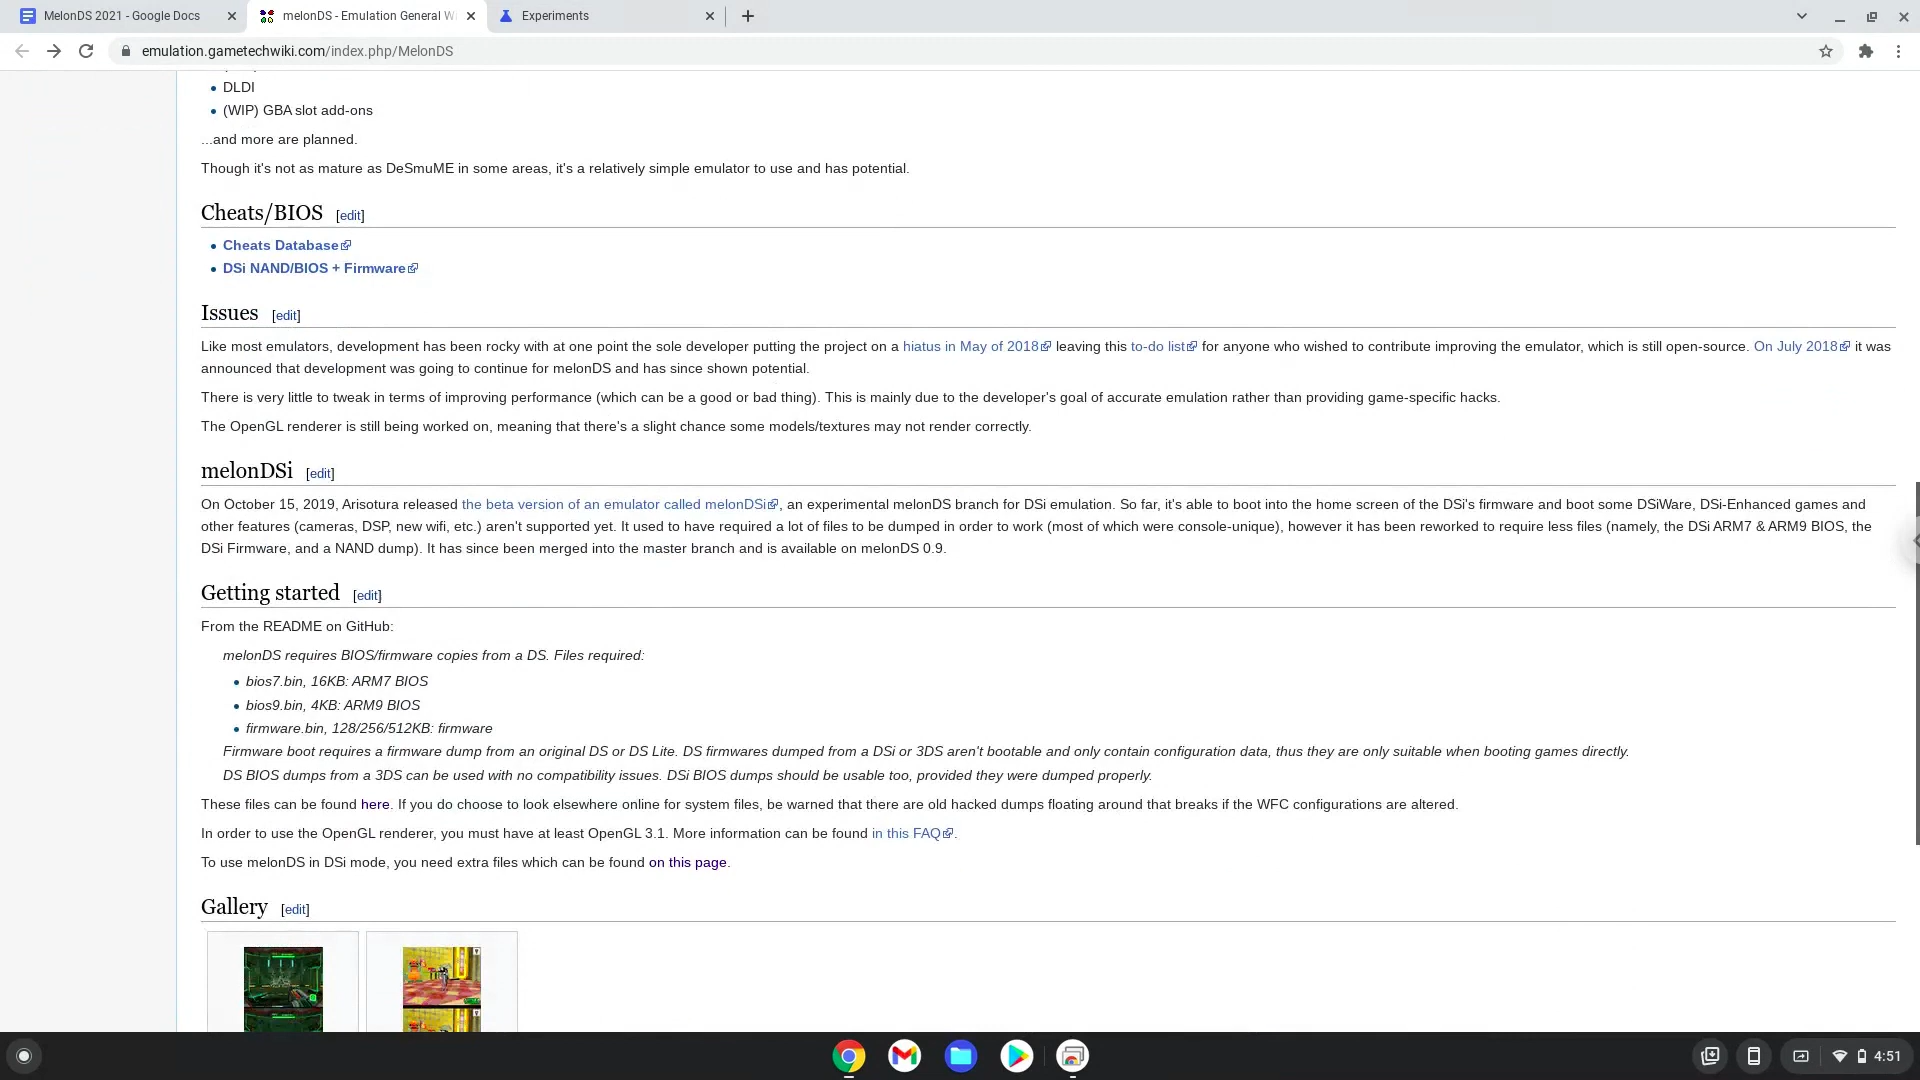 MelonDS 2021 - Google Docs
melonDS - Emulation General W
Experiments
emulation.gametechwiki.com/index.php/MelonDS
DLDI
(WIP) GBA slot add-ons
...and more are planned.
Though it's not as mature as DeSmuME in some areas, it's a relatively simple emulator to use and has potential.
Cheats/BIOS [edit]
Cheats Database
DSi NAND/BIOS + Firmware
Issues [edit]
Like most emulators, development has been rocky with at one point the sole developer putting the project on a hiatus in May of 2018 leaving this to-do list for anyone who wished to contribute improving the emulator, which is still open-source. On July 2018 it was
announced that development was going to continue for melonDS and has since shown potential.
There is very little to tweak in terms of improving performance (which can be a good or bad thing). This is mainly due to the developer's goal of accurate emulation rather than providing game-specific hacks.
The OpenGL renderer is still being worked on, meaning that there's a slight chance some models/textures may not render correctly.
melonDSi [edit]
On October 15, 2019, Arisotura released the beta version of an emulator called melonDSi, an experimental melonDS branch for DSi emulation. So far, it's able to boot into the home screen of the DSi's firmware and boot some DSiWare, DSi-Enhanced games and
other features (cameras, DSP, new wifi, etc.) aren't supported yet. It used to have required a lot of files to be dumped in order to work (most of which were console-unique), however it has been reworked to require less files (namely, the DSi ARM7 & ARM9 BIOS, the
DSi Firmware, and a NAND dump). It has since been merged into the master branch and is available on melonDS 0.9.
Getting started [edit]
From the README on GitHub:
melonDS requires BIOS/firmware copies from a DS. Files required:
bios7.bin, 16KB: ARM7 BIOS
bios9.bin, 4KB: ARM9 BIOS
firmware.bin, 128/256/512KB: firmware
Firmware boot requires a firmware dump from an original DS or DS Lite. DS firmwares dumped from a DSi or 3DS aren't bootable and only contain configuration data, thus they are only suitable when booting games directly.
DS BIOS dumps from a 3DS can be used with no compatibility issues. DSi BIOS dumps should be usable too, provided they were dumped properly.
These files can be found here. If you do choose to look elsewhere online for system files, be warned that there are old hacked dumps floating around that breaks if the WFC configurations are altered.
In order to use the OpenGL renderer, you must have at least OpenGL 3.1. More information can be found in this FAQ.
To use melonDS in DSi mode, you need extra files which can be found on this page.
Gallery [edit]
4:51